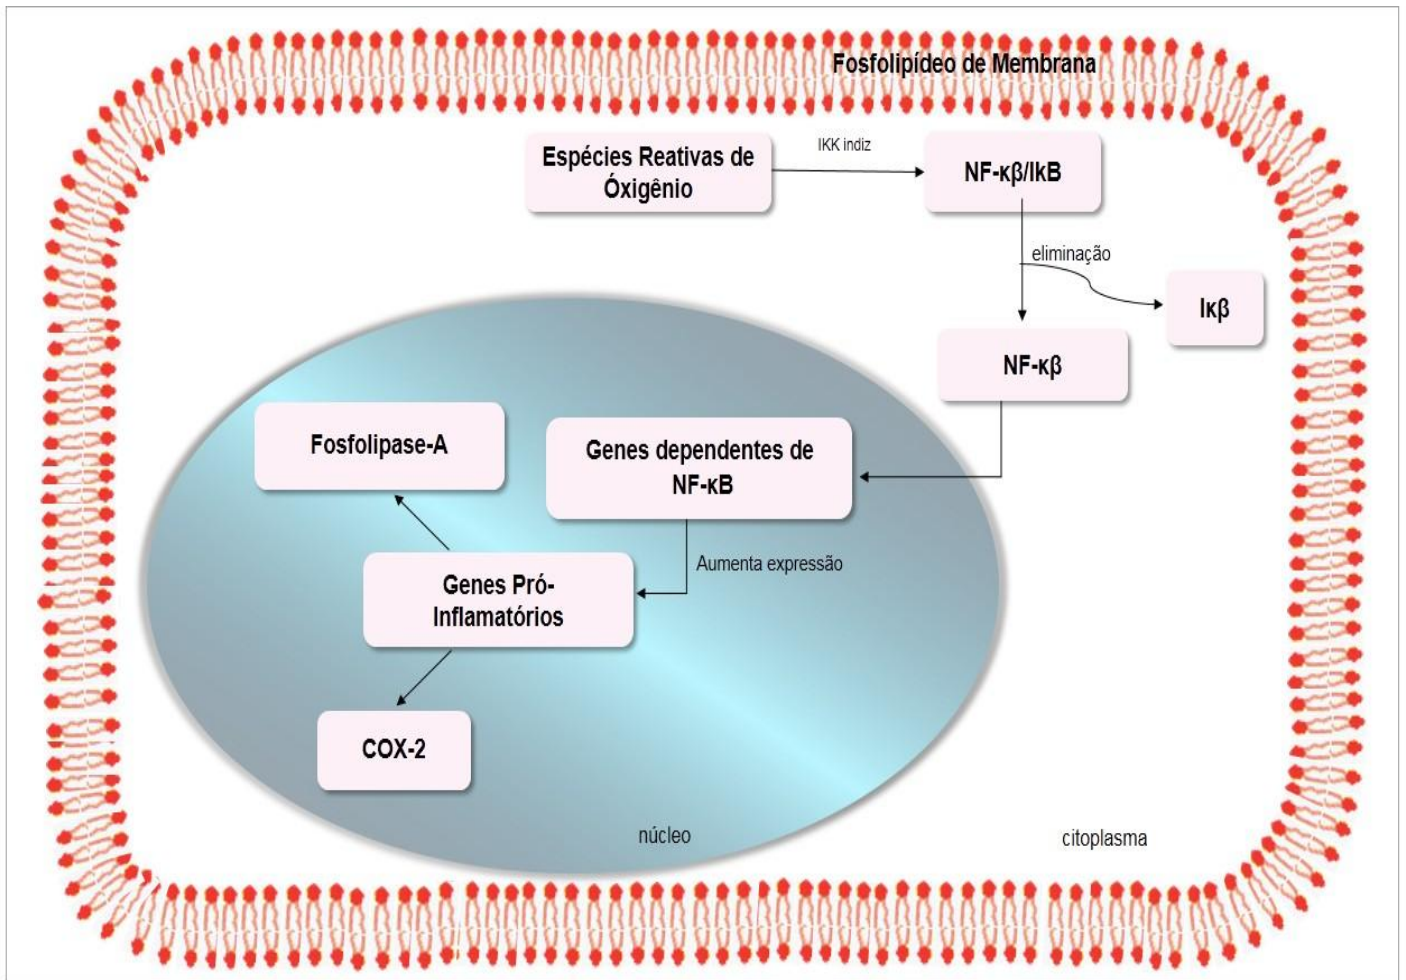 Fosfolipídeo de Membrana
Espécies Reativas de
Óxigênio
IKK indiz
NF-κβ/IkB
eliminação
Iκβ
NF-κβ
Fosfolipase-A
Genes dependentes de
NF-κB
Aumenta expressão
Genes Pró-
Inflamatórios
COX-2
núcleo
citoplasma